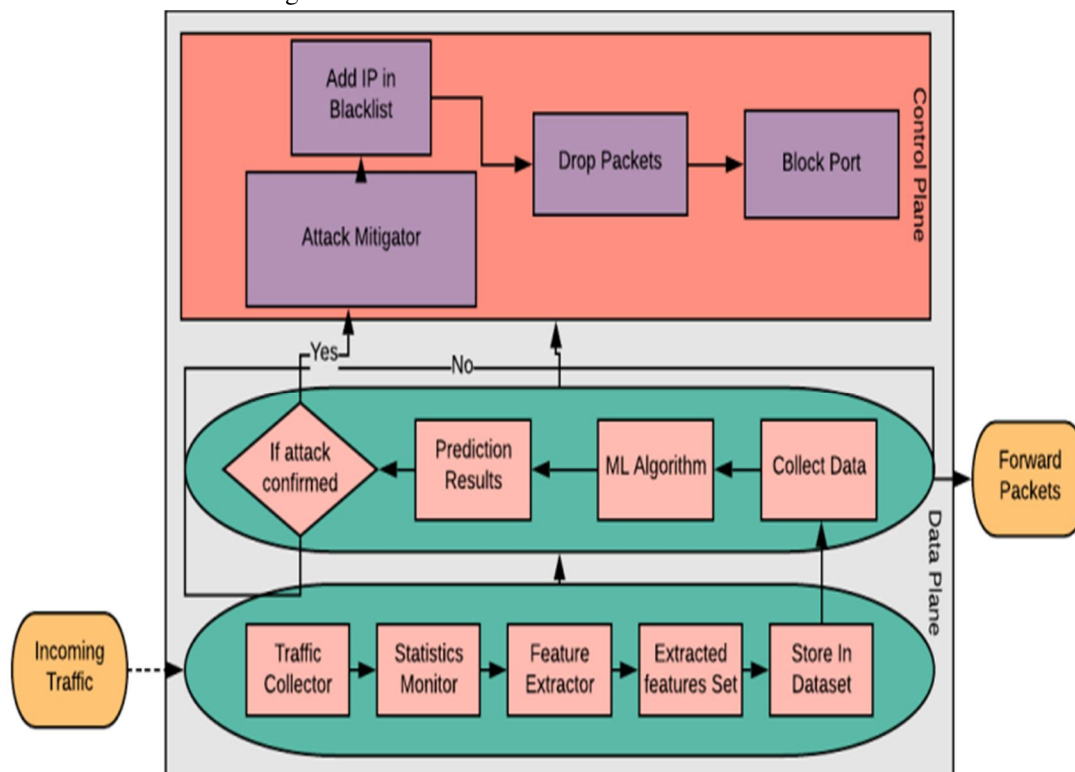 Add IP in
Blacklist
Drop Packets
Block Port
Attack Mitigator
Control Plane
Yes
No
If attack
confirmed
Prediction
Results
ML Algorithm
Collect Data
Forward
Packets
Data Plane
Incoming
Traffic
Traffic
Collector
Statistics
Monitor
Feature
Extractor
Extracted
features Set
Store In
Dataset